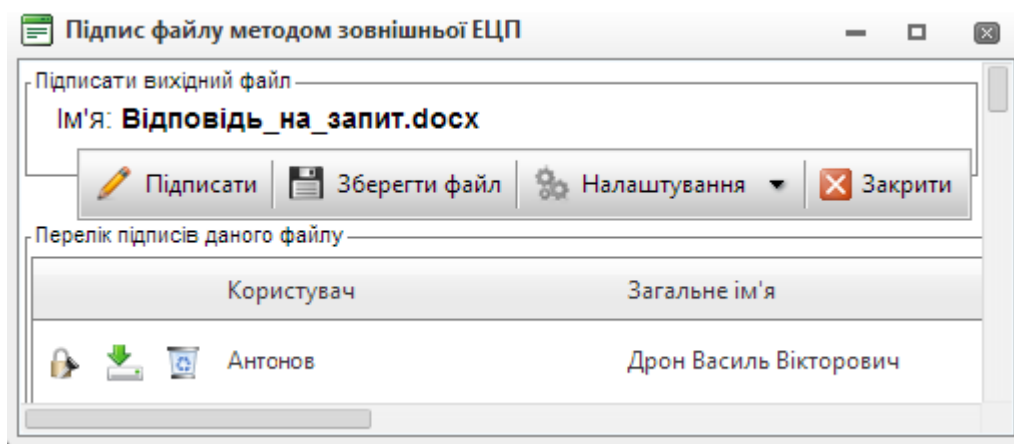 Підпис файлу методом зовнішньої ЕЦП
Підписати вихідний файл
Ім'я: Відповідь_на_запит.docx
Підписати Зберегти файл Налаштування Закрити
Перелік підписів даного файлу
Користувач Загальне ім'я
Антонов Дрон Василь Вікторович